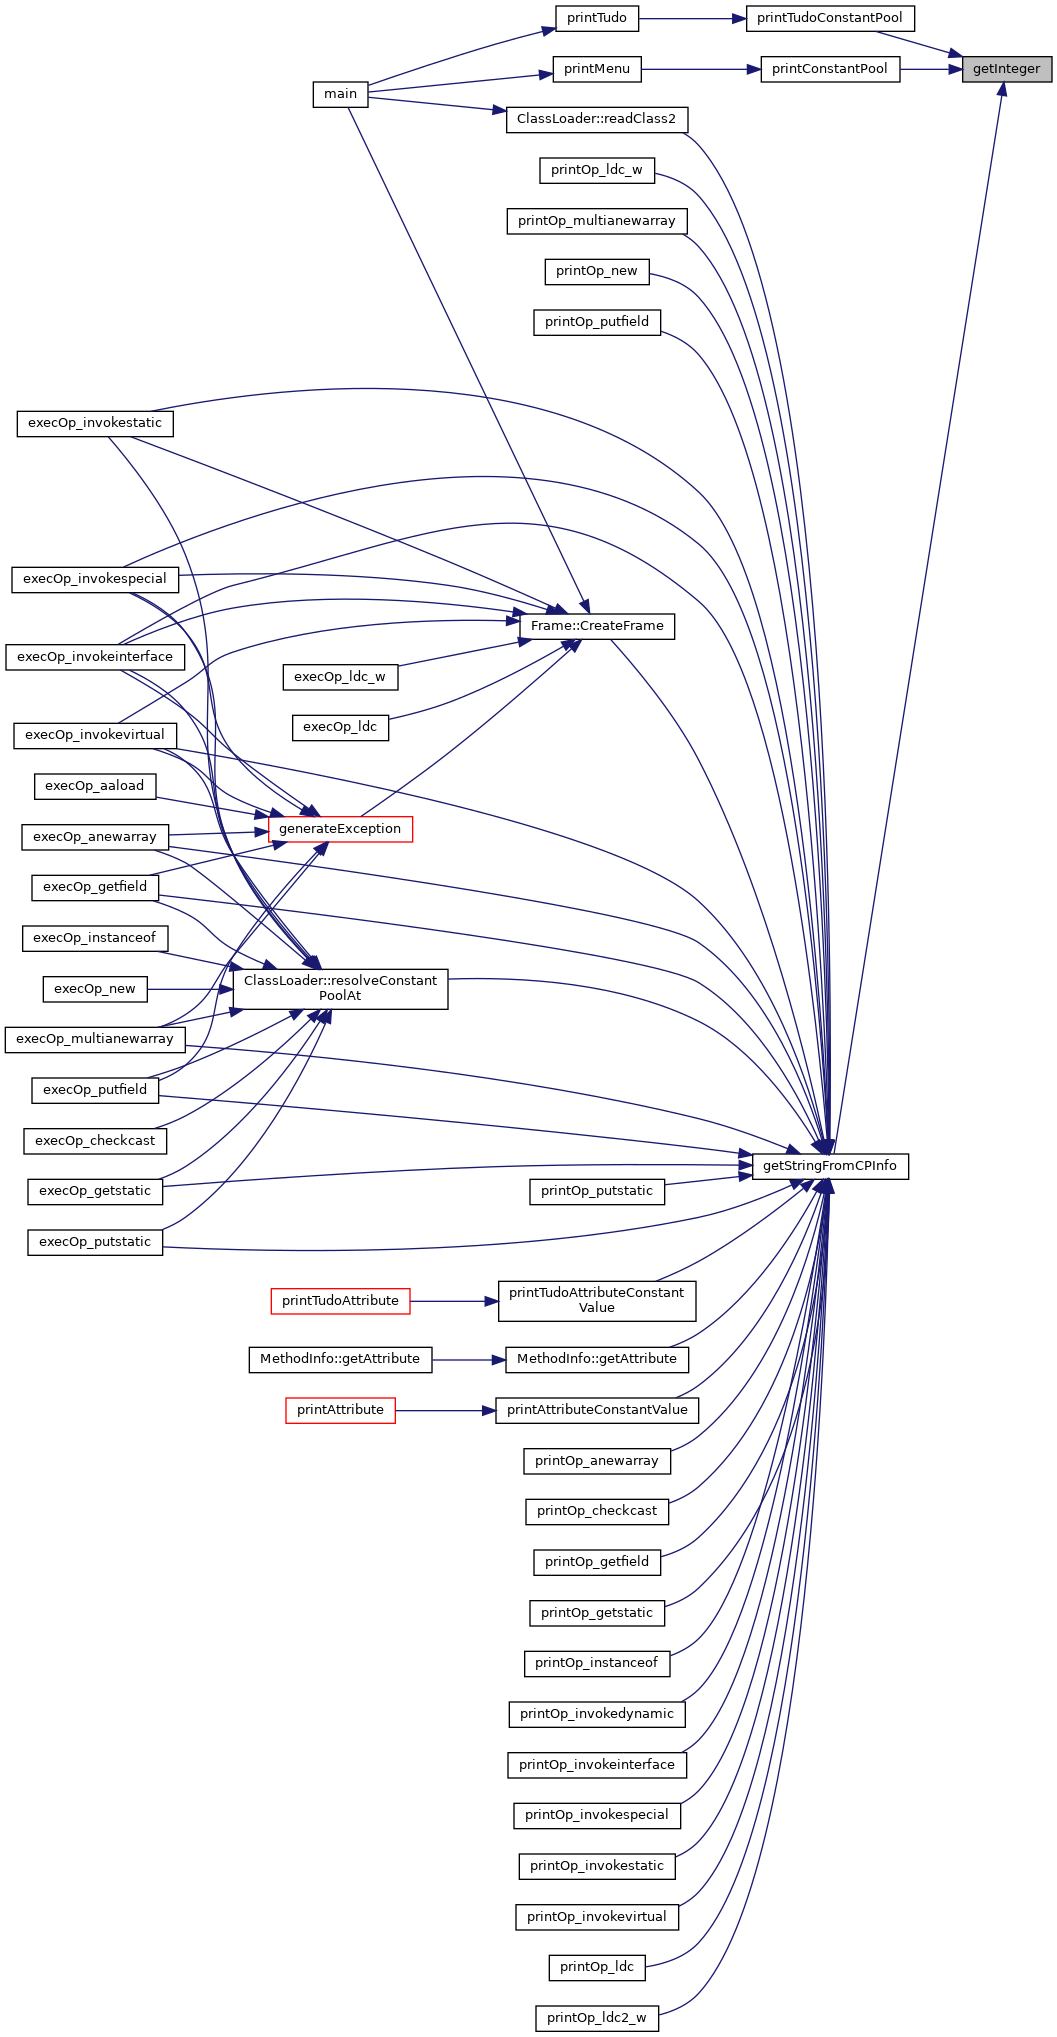 printTudo
printTudoConstantPool
printMenu
printConstantPool
getInteger
main
ClassLoader::readClass2
printOp_ldc_w
printOp_multianewarray
printOp_new
printOp_putfield
execOp_invokestatic
execOp_invokespecial
Frame::CreateFrame
execOp_invokeinterface
execOp_ldc_w
execOp_ldc
execOp_invokevirtual
execOp_aaload
generateException
execOp_anewarray
execOp_getfield
execOp_instanceof
ClassLoader::resolveConstant
PoolAt
execOp_new
execOp_multianewarray
execOp_putfield
execOp_checkcast
getStringFromCPInfo
execOp_getstatic
printOp_putstatic
execOp_putstatic
printTudoAttribute
printTudoAttributeConstant
Value
MethodInfo::getAttribute
MethodInfo::getAttribute
printAttribute
printAttributeConstantValue
printOp_anewarray
printOp_checkcast
printOp_getfield
printOp_getstatic
printOp_instanceof
printOp_invokedynamic
printOp_invokeinterface
printOp_invokespecial
printOp_invokestatic
printOp_invokevirtual
printOp_ldc
printOp_ldc2_w